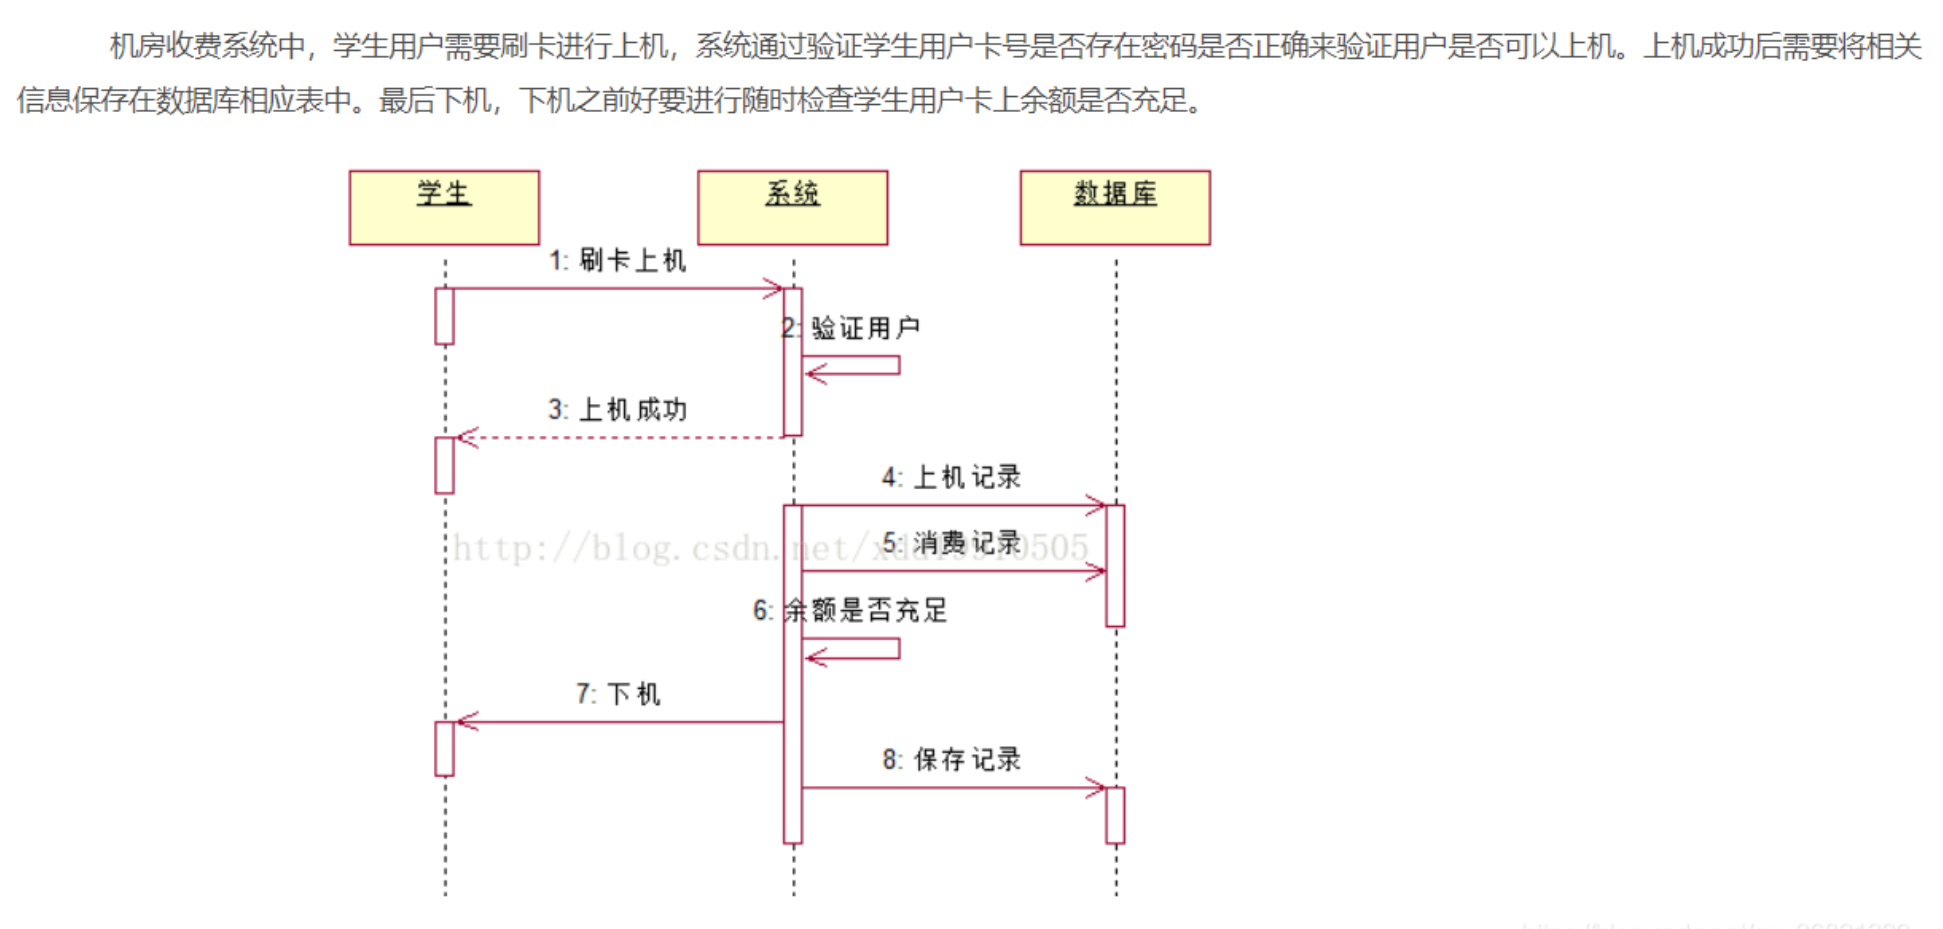 机房收费系统中，学生用户需要刷卡进行上机，系统通过验证学生用户卡号是否存在密码是否正确来验证用户是否可以上机。上机成功后需要将相关
信息保存在数据库相应表中。最后下机，下机之前好要进行随时检查学生用户卡上余额是否充足。
学生 系统 数据库
1: 刷卡上机
2: 验证用户
3: 上机成功
4: 上机记录
5: 消费记录
http://blog.csdn.net/
6: 余额是否充足
7: 下机
8: 保存记录